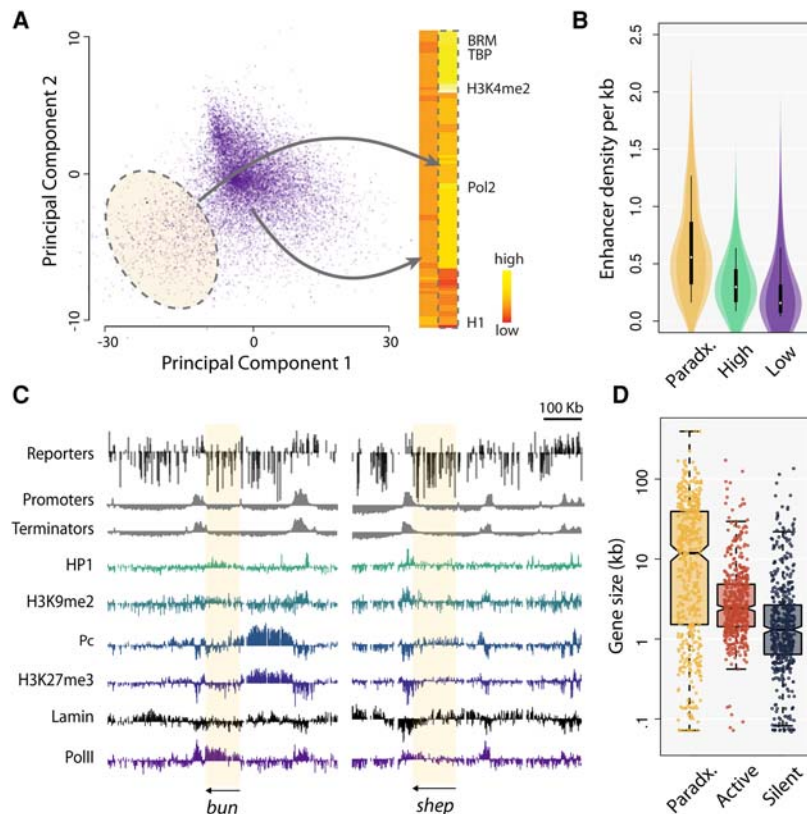 A
Principal Component 2
10
0
-10
-30
0
30
Principal Component 1
BRM
TBP
H3K4me2
Pol2
H1
high
low
B
Enhancer density per kb
2.5
2.0
1.5
1.0
0.5
0.0
Paradx.
High
Low
C
100 Kb
Reporters
Promoters
Terminators
HP1
H3K9me2
Pc
H3K27me3
Lamin
PolII
bun
shep
D
Gene size (kb)
100
10
1
.1
Paradx.
Active
Silent